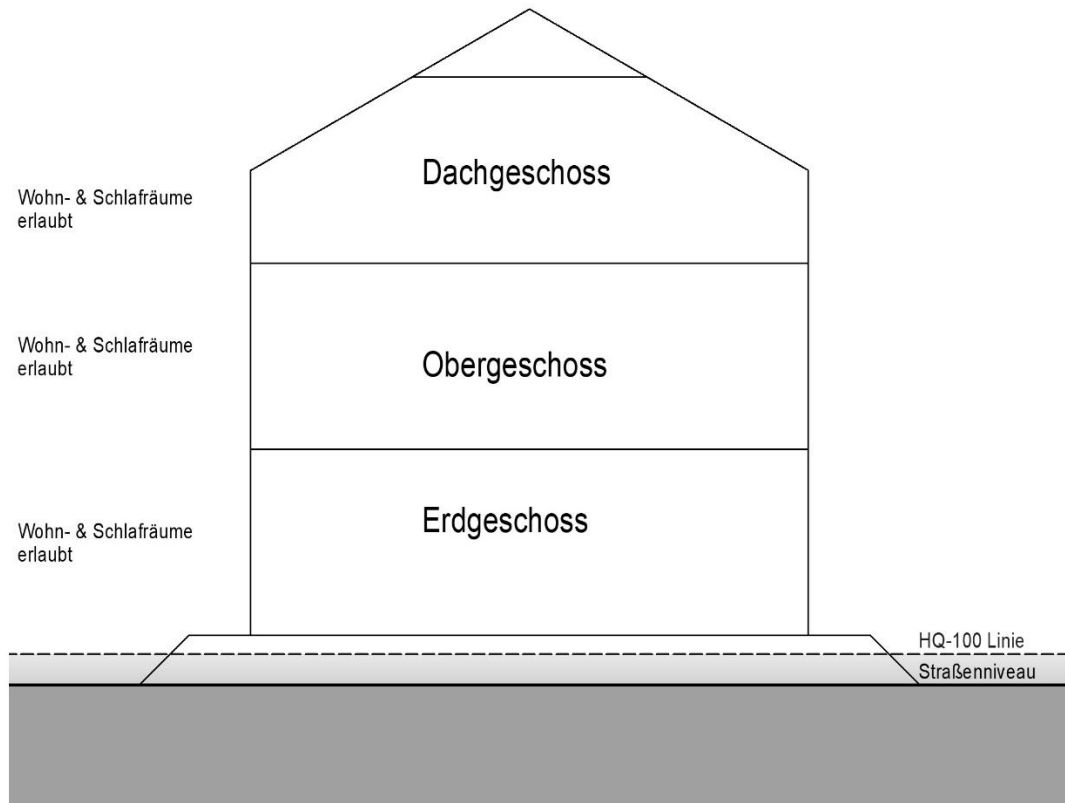 Dachgeschoss
Wohn- & Schlafräume
erlaubt
Wohn- & Schlafräume
erlaubt
Obergeschoss
Erdgeschoss
Wohn- & Schlafräume
erlaubt
HQ-100 Linie
Straßenniveau